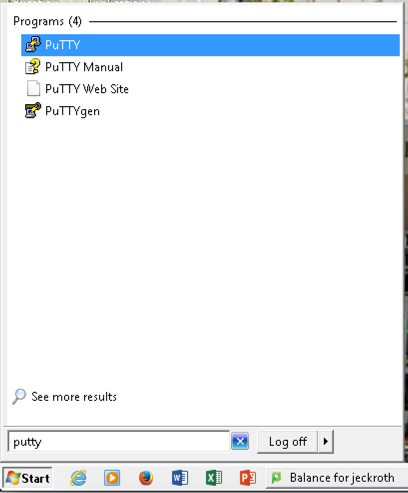 Programs (4)
PuTTY
PuTTY Manual
PuTTY Web Site
PuTTYgen
See more results
putty
Log off
Start
Balance for jeckroth